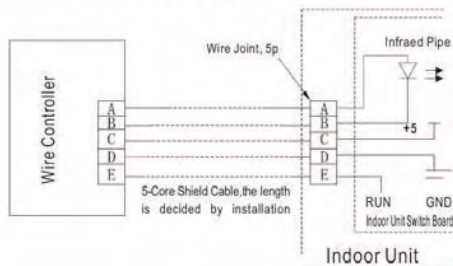 Wire Joint, 5p
Infraed Pipe
Wire Controller
A
B
C
D
E
A
B
C
D
E
+5
5-Core Shield Cable,the length
is decided by installation
RUN
GND
Indoor Unit Switch Board
Indoor Unit